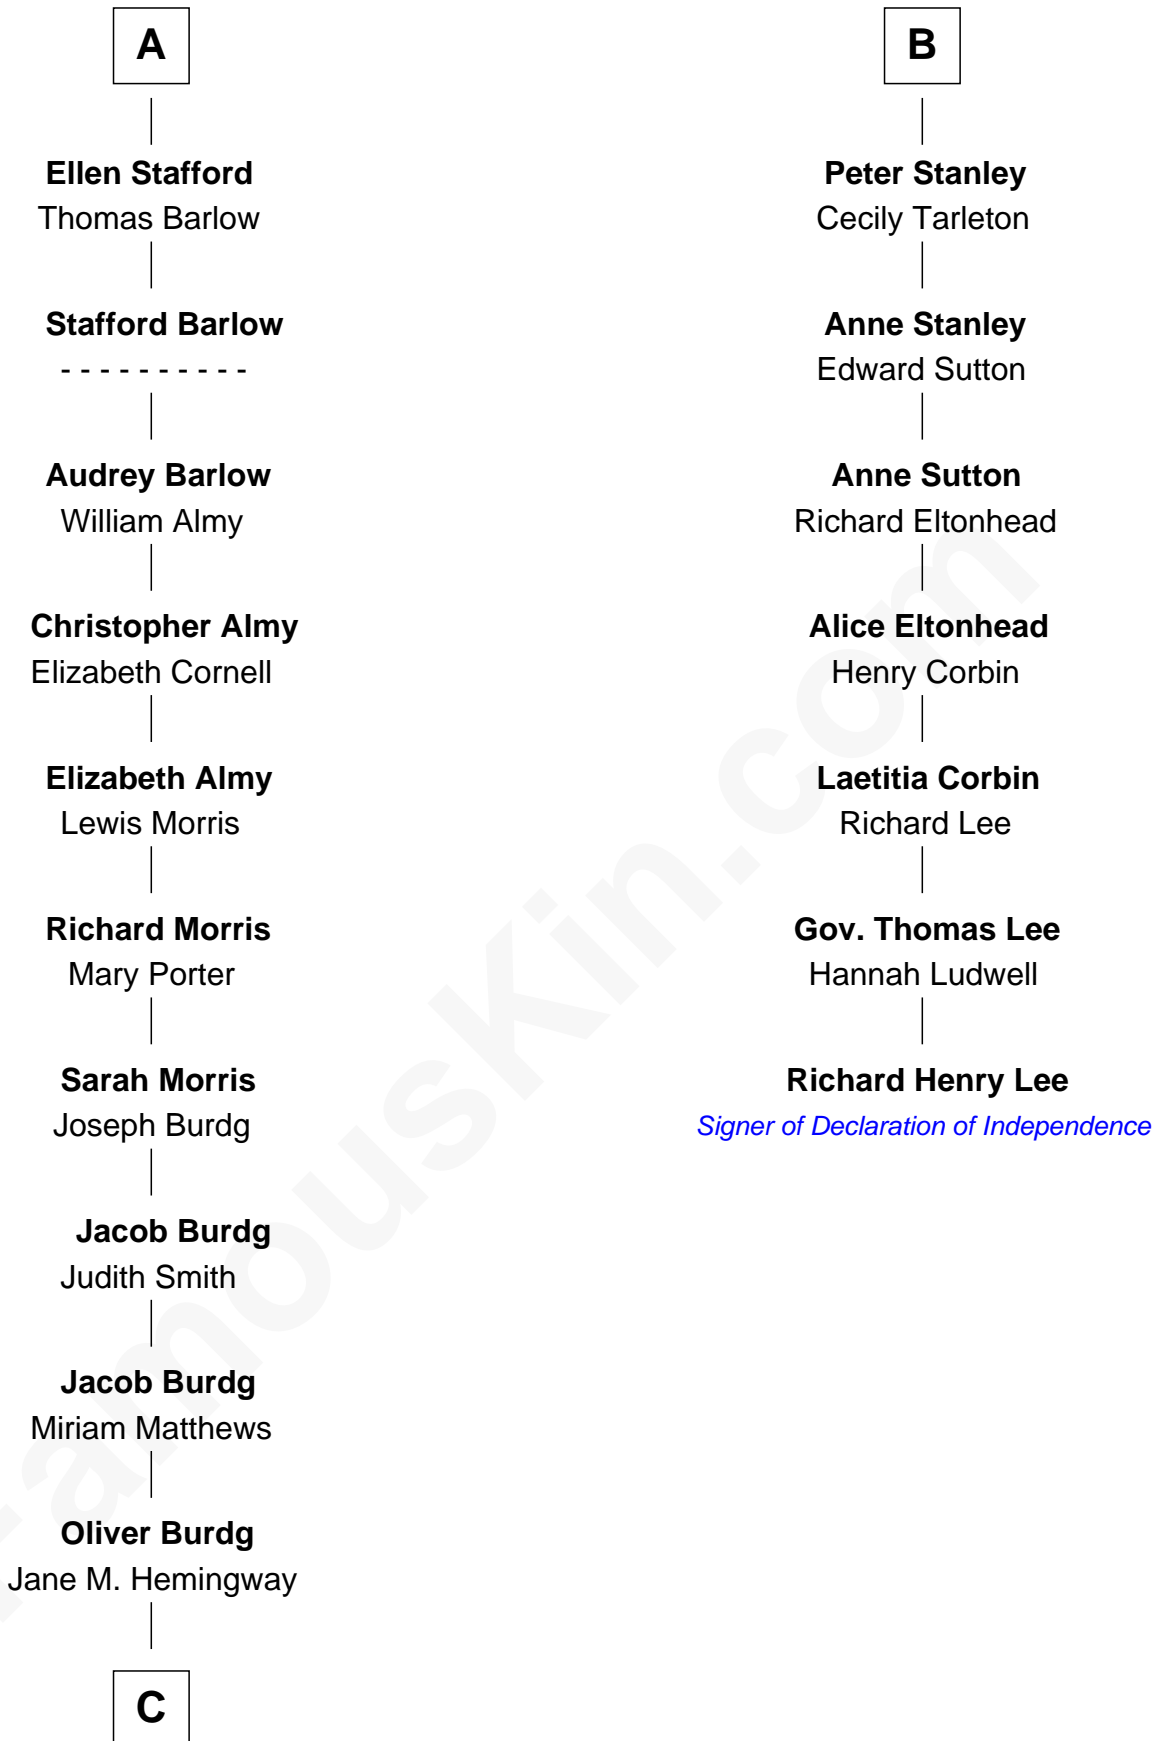 A
Ellen Stafford
Thomas Barlow
Stafford Barlow
- - - - - - - - - -
Audrey Barlow
William Almy
Christopher Almy
Elizabeth Cornell
Elizabeth Almy
Lewis Morris
Richard Morris
Mary Porter
Sarah Morris
Joseph Burdg
Jacob Burdg
Judith Smith
Jacob Burdg
Miriam Matthews
Oliver Burdg
Jane M. Hemingway
C
B
Peter Stanley
Cecily Tarleton
Anne Stanley
Edward Sutton
Anne Sutton
Richard Eltonhead
Alice Eltonhead
Henry Corbin
Laetitia Corbin
Richard Lee
Gov. Thomas Lee
Hannah Ludwell
Richard Henry Lee
Signer of Declaration of Independence
FamousKin.com